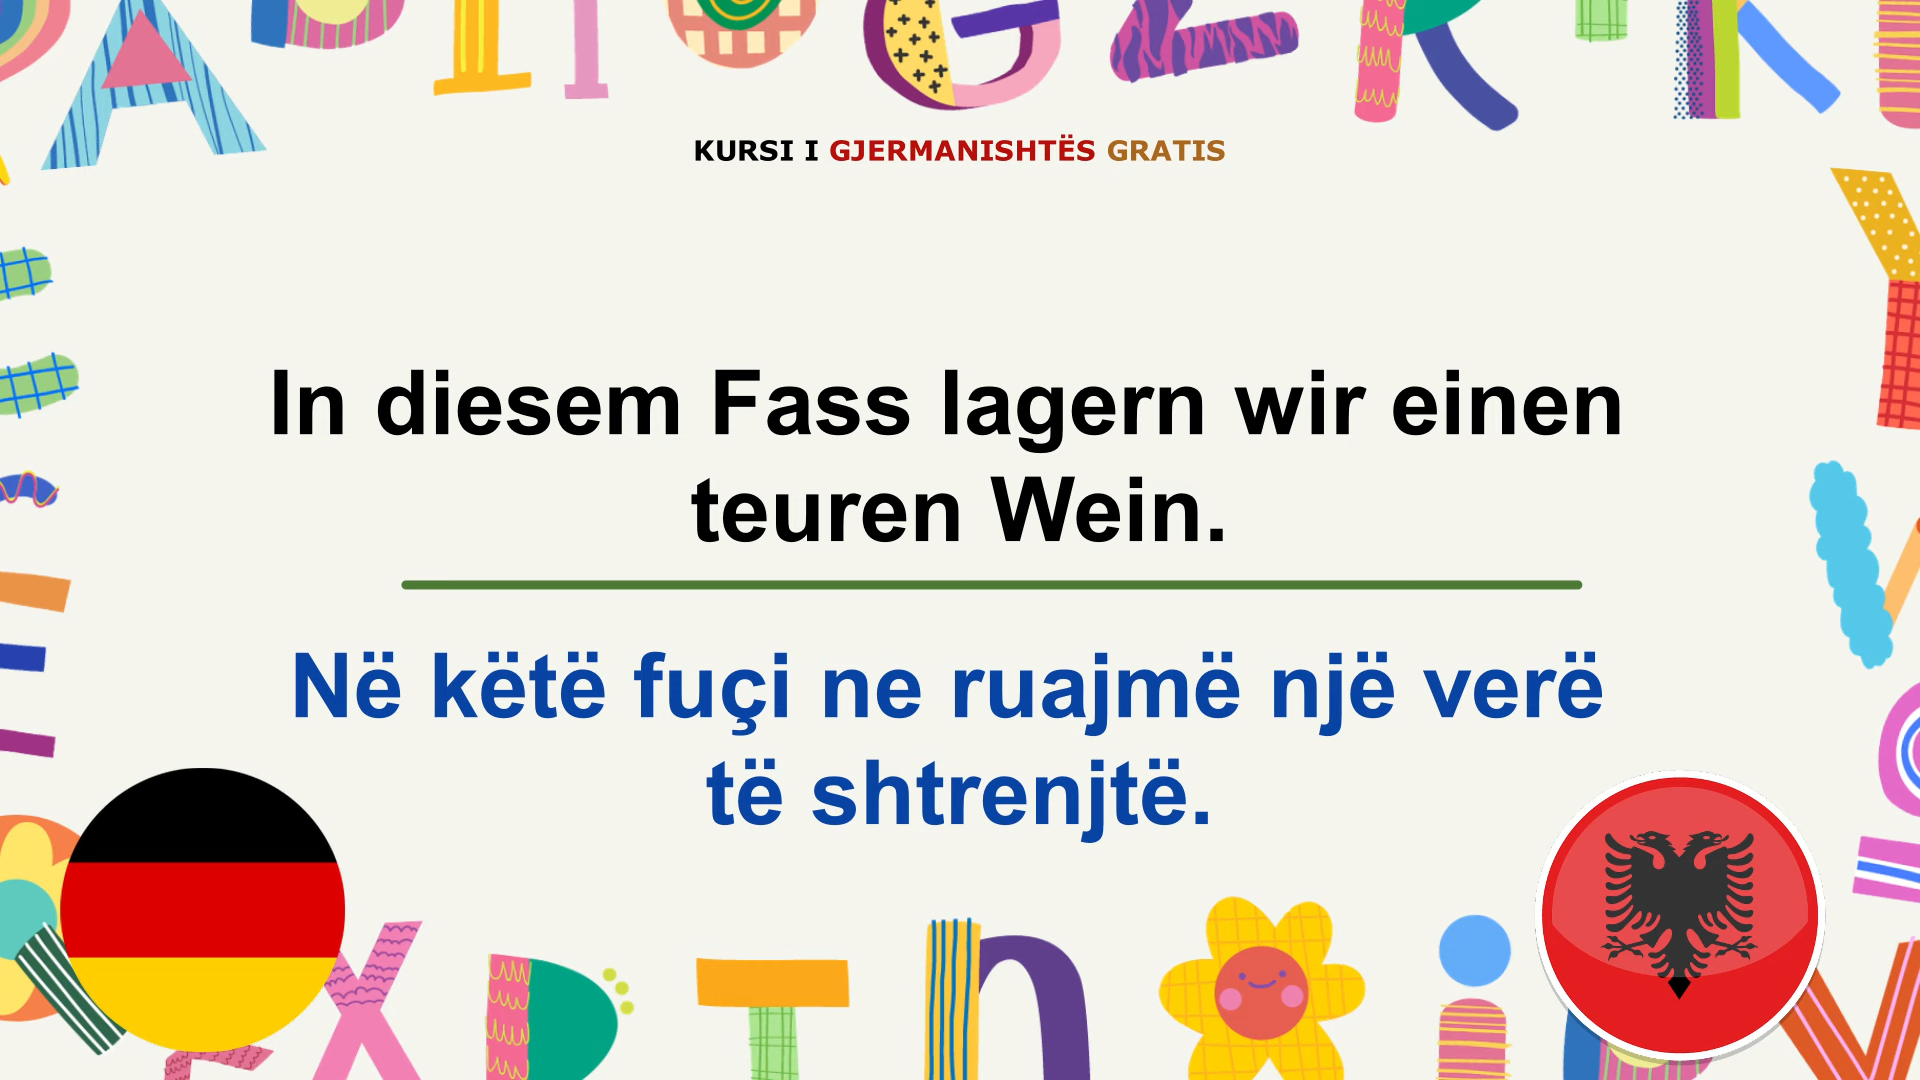 KURSI I GJERMANISHTËS GRATIS
In diesem Fass lagern wir einen
teuren Wein.
Në këtë fuçi ne ruajmë një verë
të shtrenjtë.